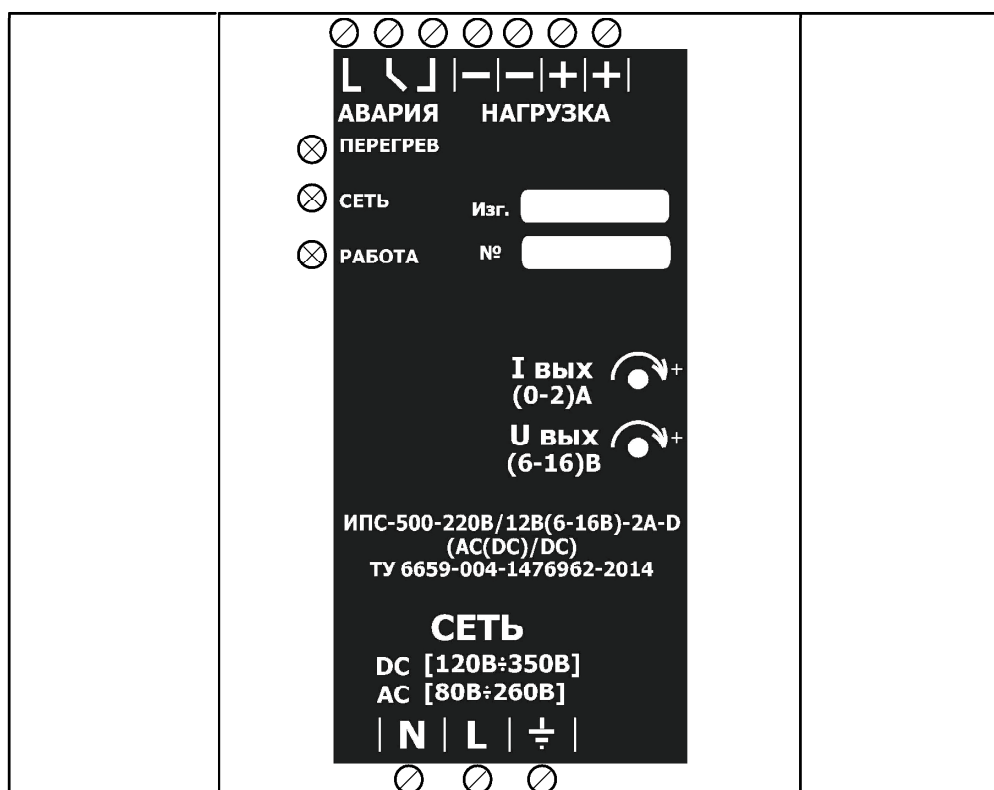 АВАРИЯ НАГРУЗКА
ПЕРЕГРЕВ
СЕТЬ
Изг.
РАБОТА
№
I вых +
(0-2)А
U вых +
(6-16)В
ИПС-500-220В/12В(6-16В)-2А-D
(AC(DC)/DC)
ТУ 6659-004-1476962-2014
СЕТЬ
DC [120В÷350В]
AC [80В÷260В]
| N | L | ⏚ |